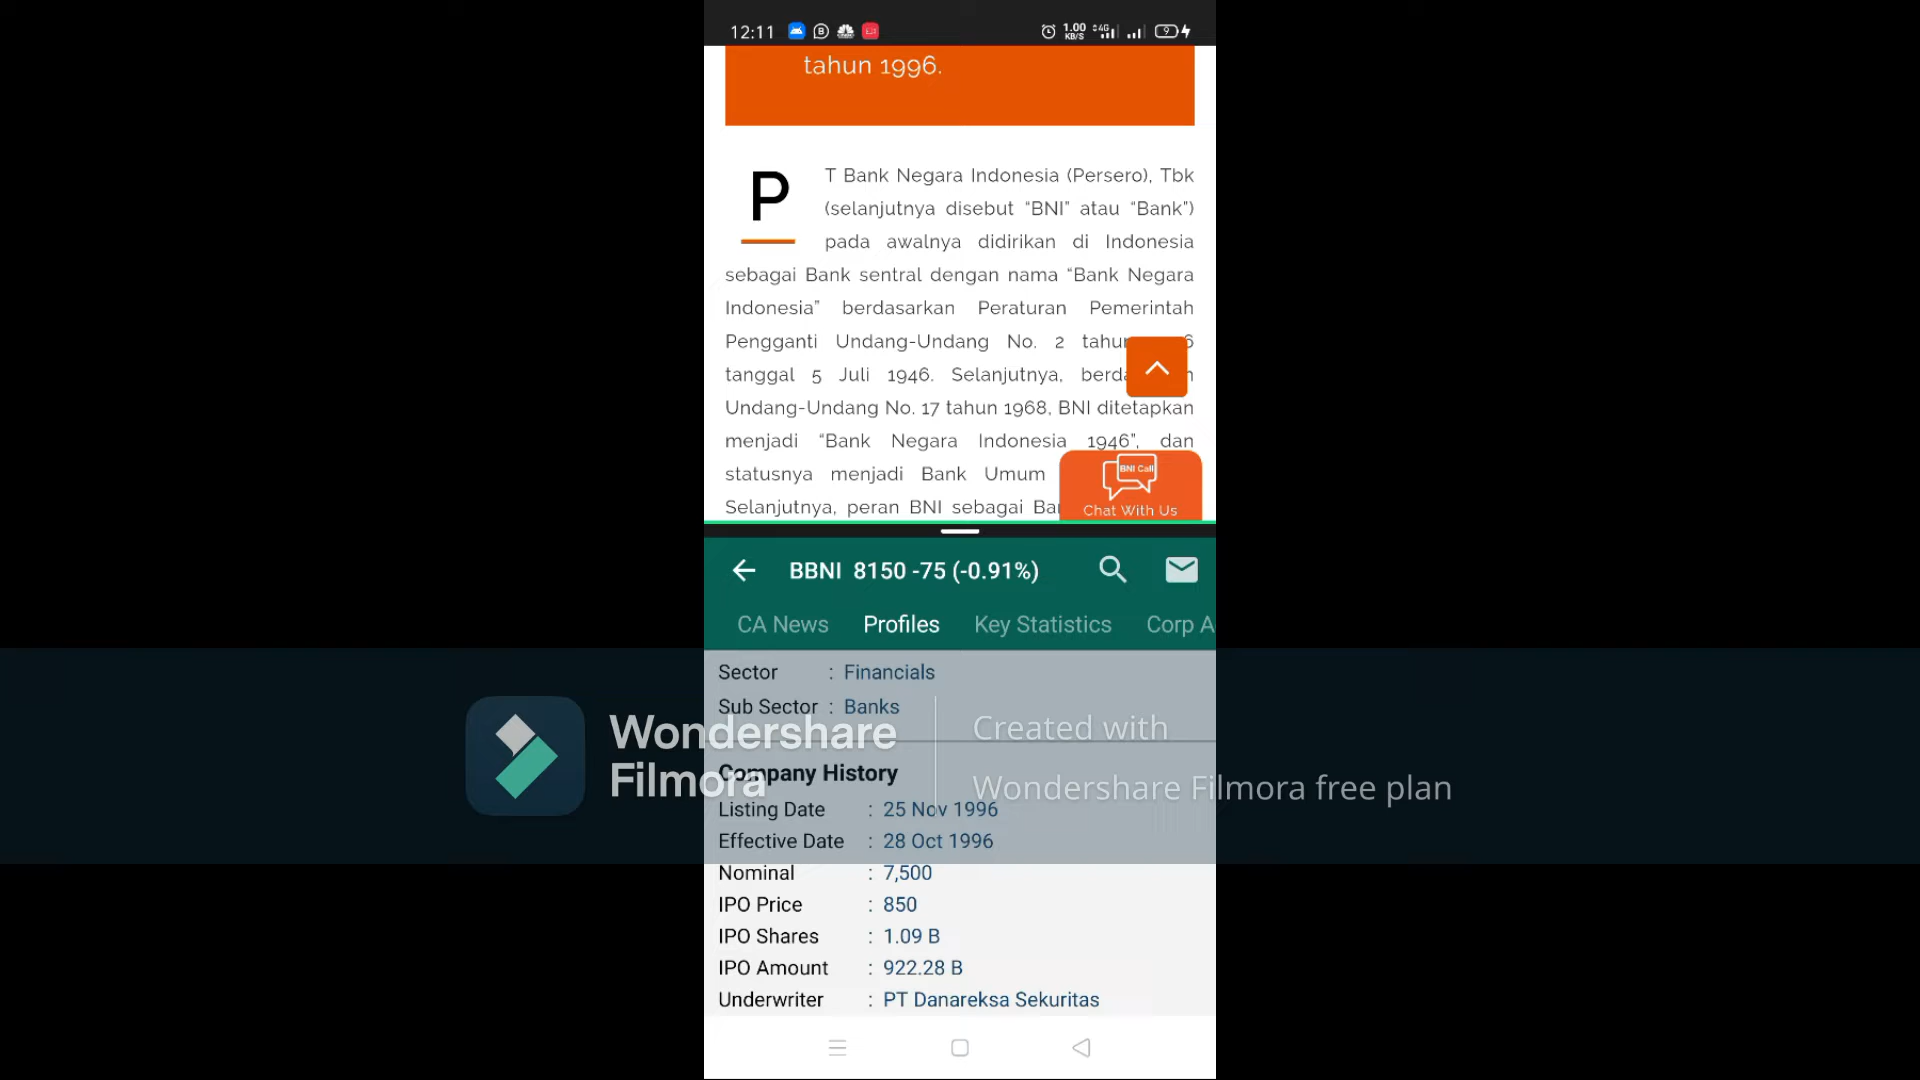 12:11
1.00 KB/S 4G 9
tahun 1996.
P
T Bank Negara Indonesia (Persero), Tbk
(selanjutnya disebut “BNI” atau “Bank”)
pada awalnya didirikan di Indonesia
sebagai Bank sentral dengan nama “Bank Negara
Indonesia” berdasarkan Peraturan Pemerintah
Pengganti Undang-Undang No. 2
tanggal 5 Juli 1946. Selanjutnya,
Undang-Undang No. 17 tahun 1968, BNI ditetapkan
menjadi “Bank Negara Indonesia 1946”, dan
statusnya menjadi Bank Umum
Selanjutnya, peran BNI sebagai
BNI Call
Chat With Us
BBNI 8150 -75 (-0.91%)
CA News Profiles Key Statistics Corp A
Sector : Financials
Sub Sector : Banks
Wondershare
Filmora
Created with
Wondershare Filmora free plan
Company History
Listing Date : 25 Nov 1996
Effective Date : 28 Oct 1996
Nominal : 7,500
IPO Price : 850
IPO Shares : 1.09 B
IPO Amount : 922.28 B
Underwriter : PT Danareksa Sekuritas